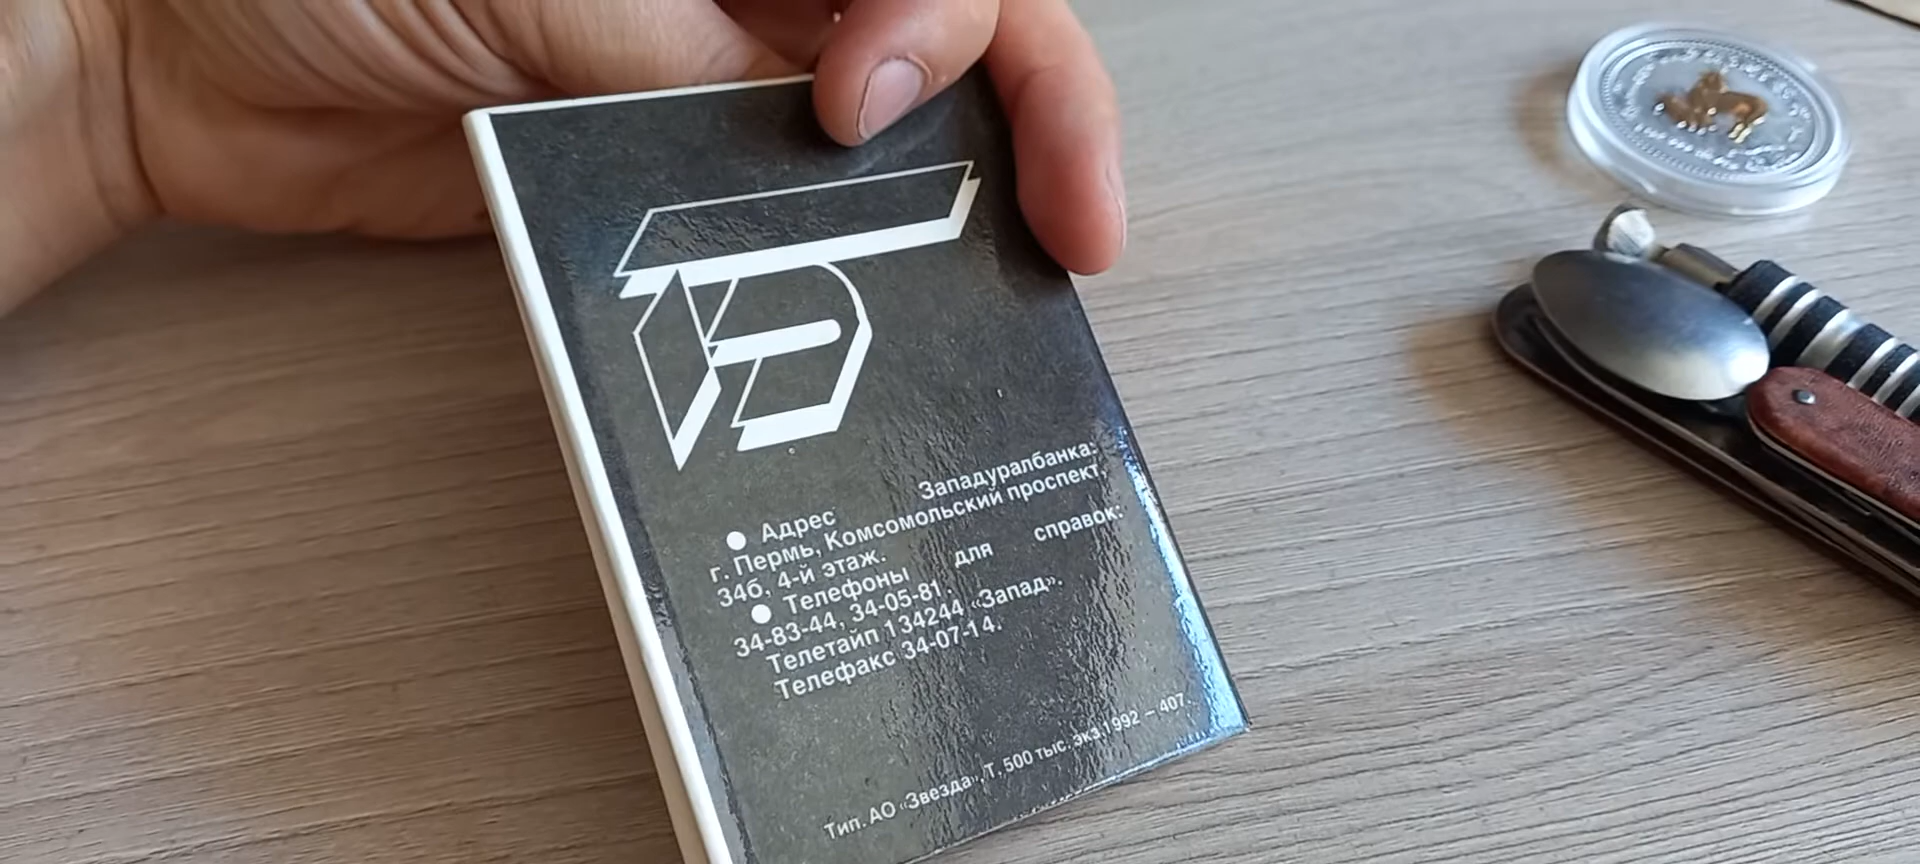 ● Адрес Западуралбанка:
г. Пермь, Комсомольский проспект,
34б, 4-й этаж.
● Телефоны для справок:
34-83-44, 34-05-81.
Телетайп 134244 «Запад».
Телефакс 34-07-14.
Тип. АО «Звезда», Т. 500 тыс. экз. 1992 – 407.